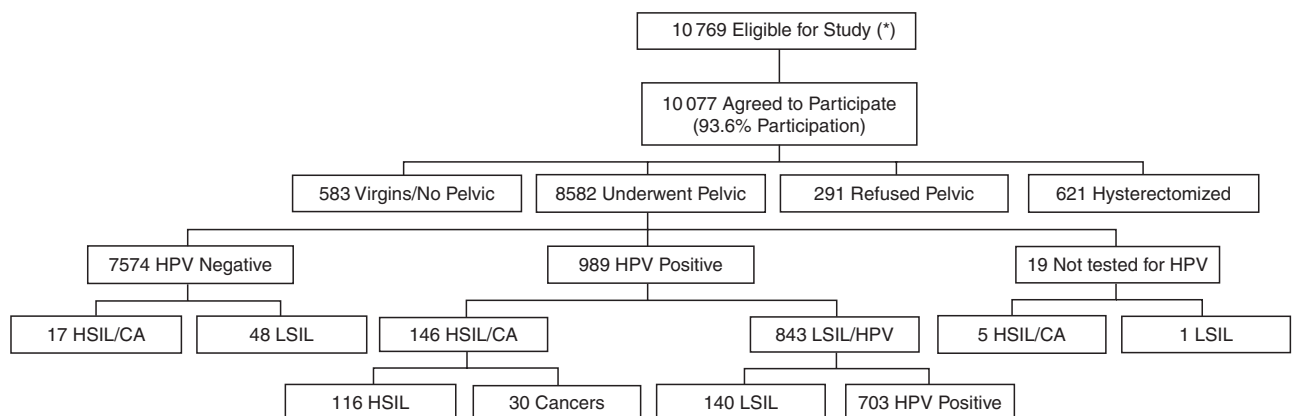 10 769 Eligible for Study (*)
10 077 Agreed to Participate
(93.6% Participation)
583 Virgins/No Pelvic
8582 Underwent Pelvic
291 Refused Pelvic
621 Hysterectomized
7574 HPV Negative
989 HPV Positive
19 Not tested for HPV
17 HSIL/CA
48 LSIL
146 HSIL/CA
843 LSIL/HPV
5 HSIL/CA
1 LSIL
116 HSIL
30 Cancers
140 LSIL
703 HPV Positive